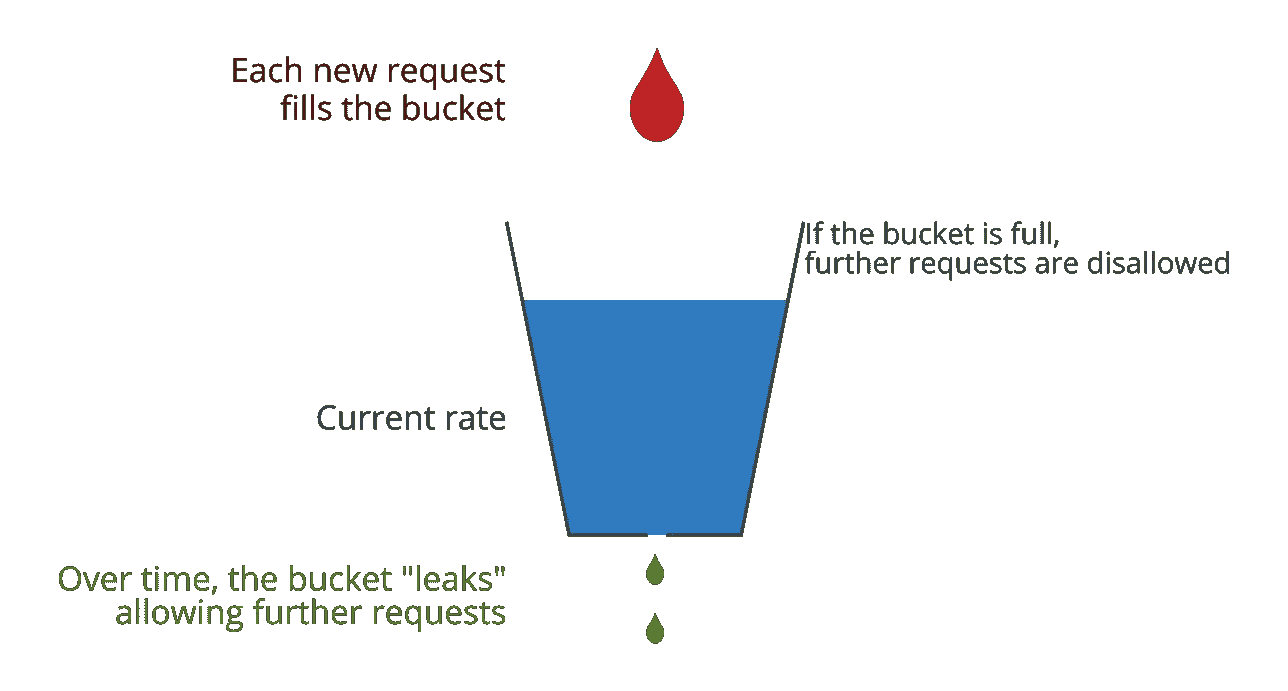 Each new request
fills the bucket
If the bucket is full,
further requests are disallowed
Current rate
Over time, the bucket "leaks"
allowing further requests